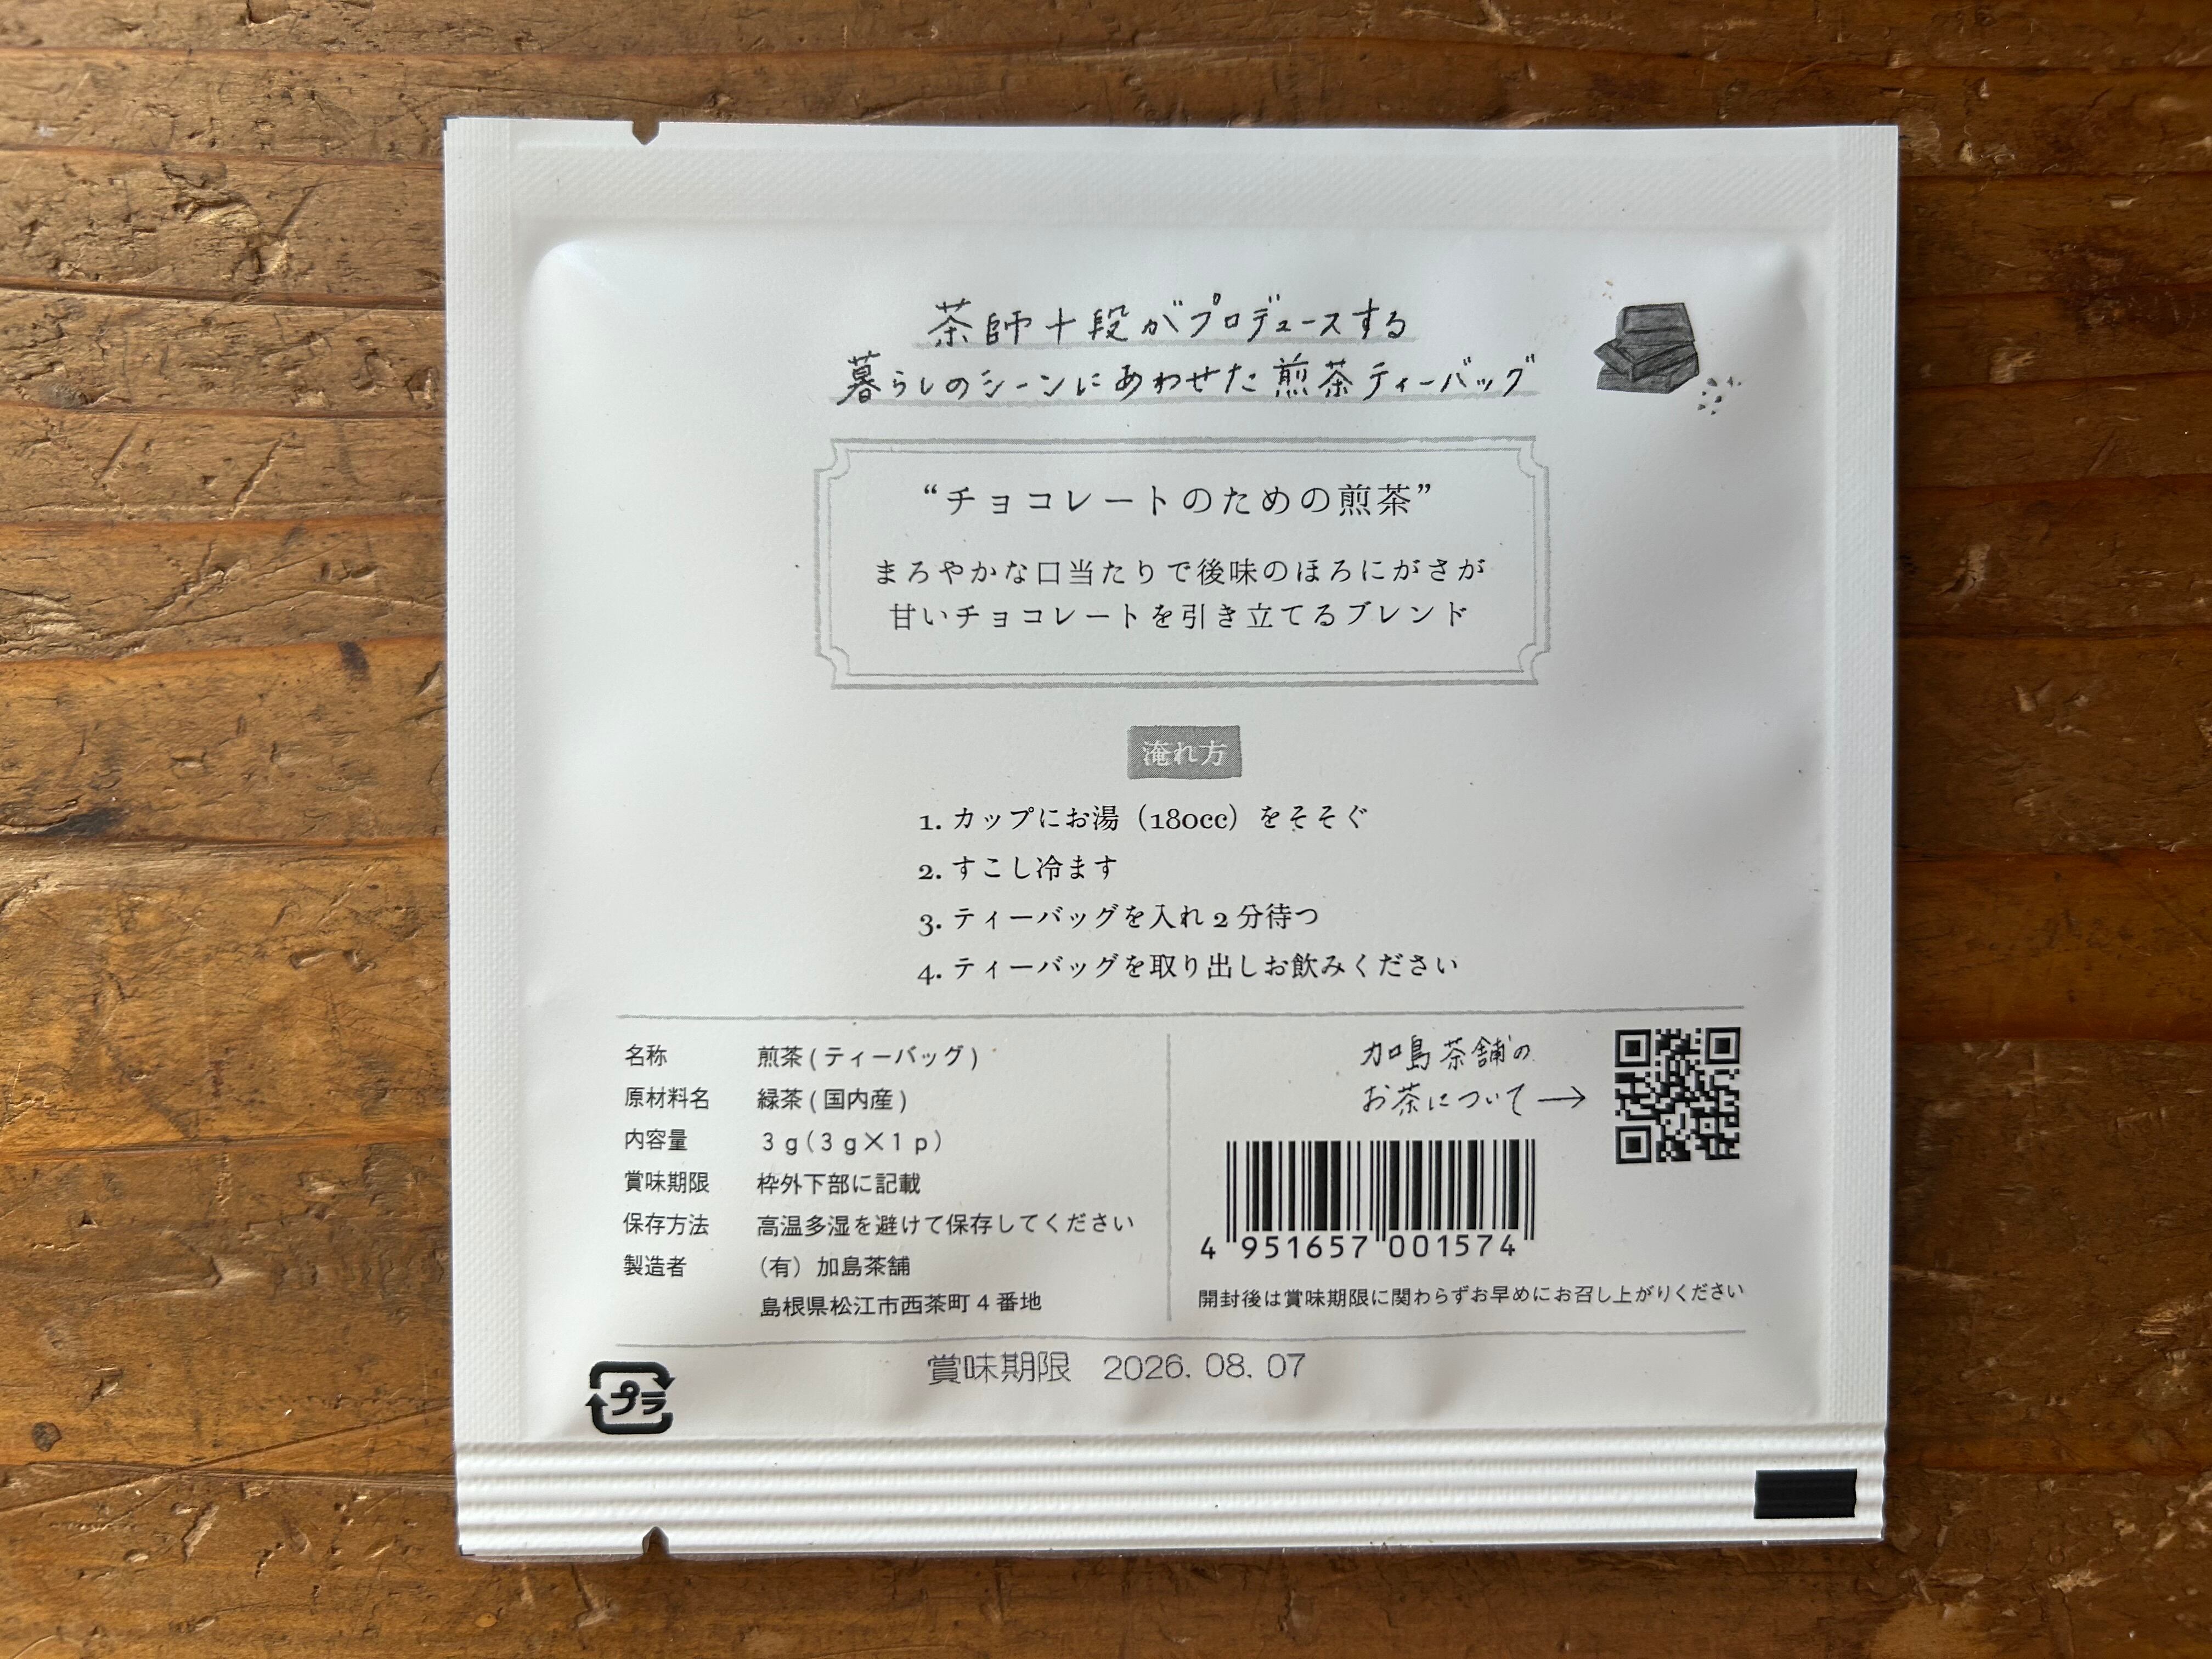 茶師十段がプロデュースする
暮らしのシーンにあわせた煎茶ティーバッグ
“チョコレートのための煎茶”
まろやかな口当たりで後味のほろにがさが
甘いチョコレートを引き立てるブレンド
淹れ方
1. カップにお湯（180cc）をそそぐ
2. すこし冷ます
3. ティーバッグを入れ2分待つ
4. ティーバッグを取り出しお飲みください
名称 煎茶(ティーバッグ)
原材料名 緑茶(国内産)
内容量 3g(3g×1p)
賞味期限 枠外下部に記載
保存方法 高温多湿を避けて保存してください
製造者 （有）加島茶舗
島根県松江市西茶町4番地
加島茶舗の
お茶について→
4 951657 001574
開封後は賞味期限に関わらずお早めにお召し上がりください
賞味期限 2026.08.07
プラ